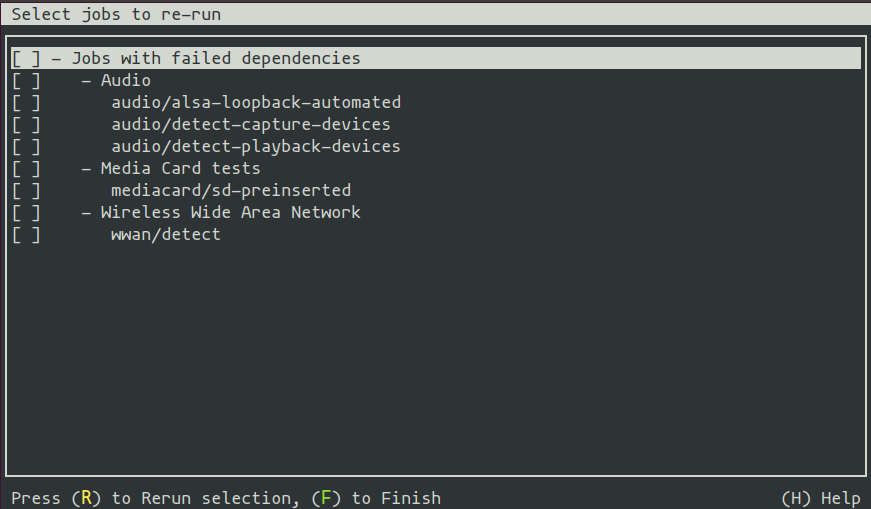 Select jobs to re-run
[ ] - Jobs with failed dependencies
[ ] - Audio
[ ] audio/alsa-loopback-automated
[ ] audio/detect-capture-devices
[ ] audio/detect-playback-devices
[ ] - Media Card tests
[ ] mediacard/sd-preinserted
[ ] - Wireless Wide Area Network
[ ] wwan/detect
Press (R) to Rerun selection, (F) to Finish (H) Help